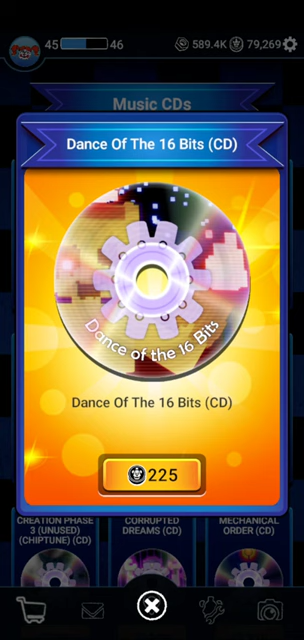 45 46 589.4K 79,269
Music CDs
Dance Of The 16 Bits (CD)
Dance of the 16 Bits
Dance Of The 16 Bits (CD)
225
CREATION PHASE
3 (UNUSED)
(CHIPTUNE) (CD)
CORRUPTED
DREAMS (CD)
MECHANICAL
ORDER (CD)